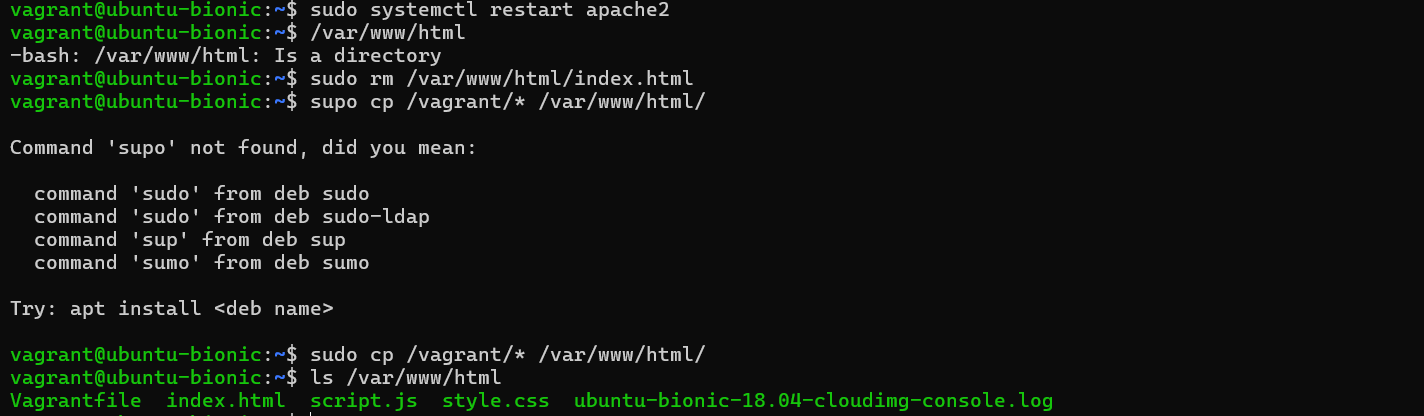 vagrant@ubuntu-bionic:~$ sudo systemctl restart apache2
vagrant@ubuntu-bionic:~$ /var/www/html
-bash: /var/www/html: Is a directory
vagrant@ubuntu-bionic:~$ sudo rm /var/www/html/index.html
vagrant@ubuntu-bionic:~$ supo cp /vagrant/* /var/www/html/
Command 'supo' not found, did you mean:
command 'sudo' from deb sudo
command 'sudo' from deb sudo-ldap
command 'sup' from deb sup
command 'sumo' from deb sumo
Try: apt install <deb name>
vagrant@ubuntu-bionic:~$ sudo cp /vagrant/* /var/www/html/
vagrant@ubuntu-bionic:~$ ls /var/www/html
Vagrantfile index.html script.js style.css ubuntu-bionic-18.04-cloudimg-console.log